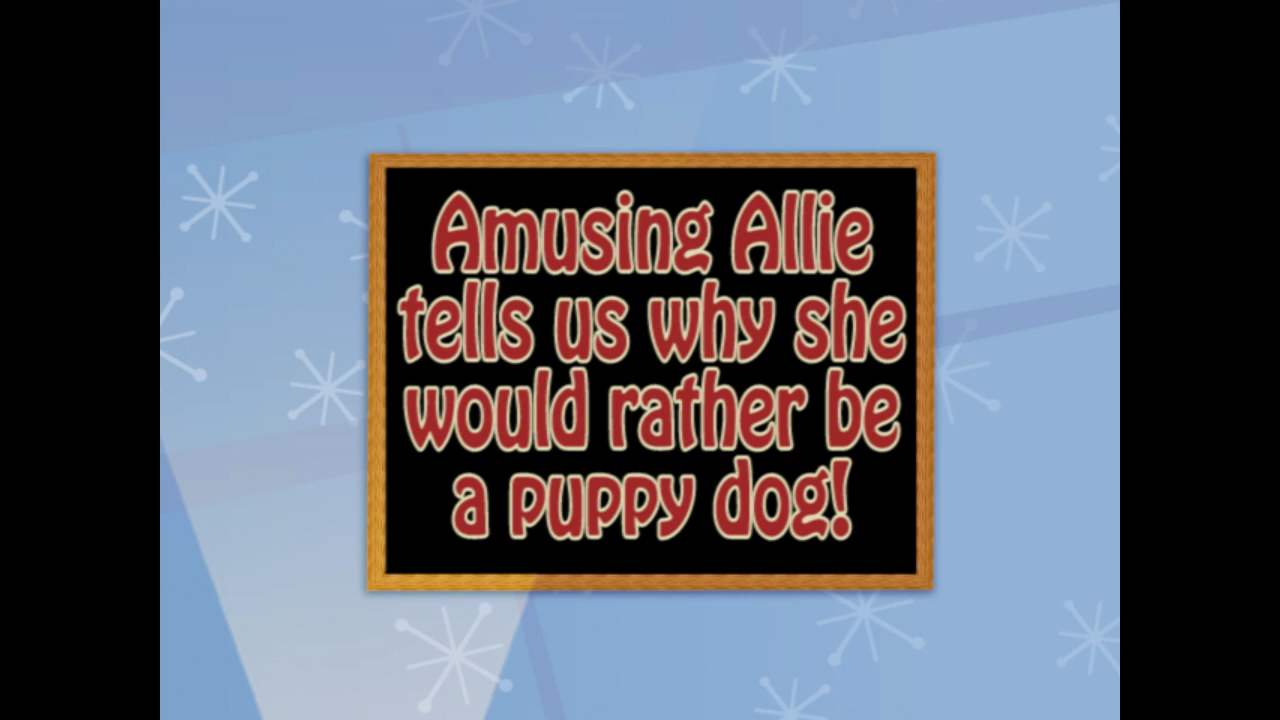 Amusing Allie
tells us why she
would rather be
a puppy dog!